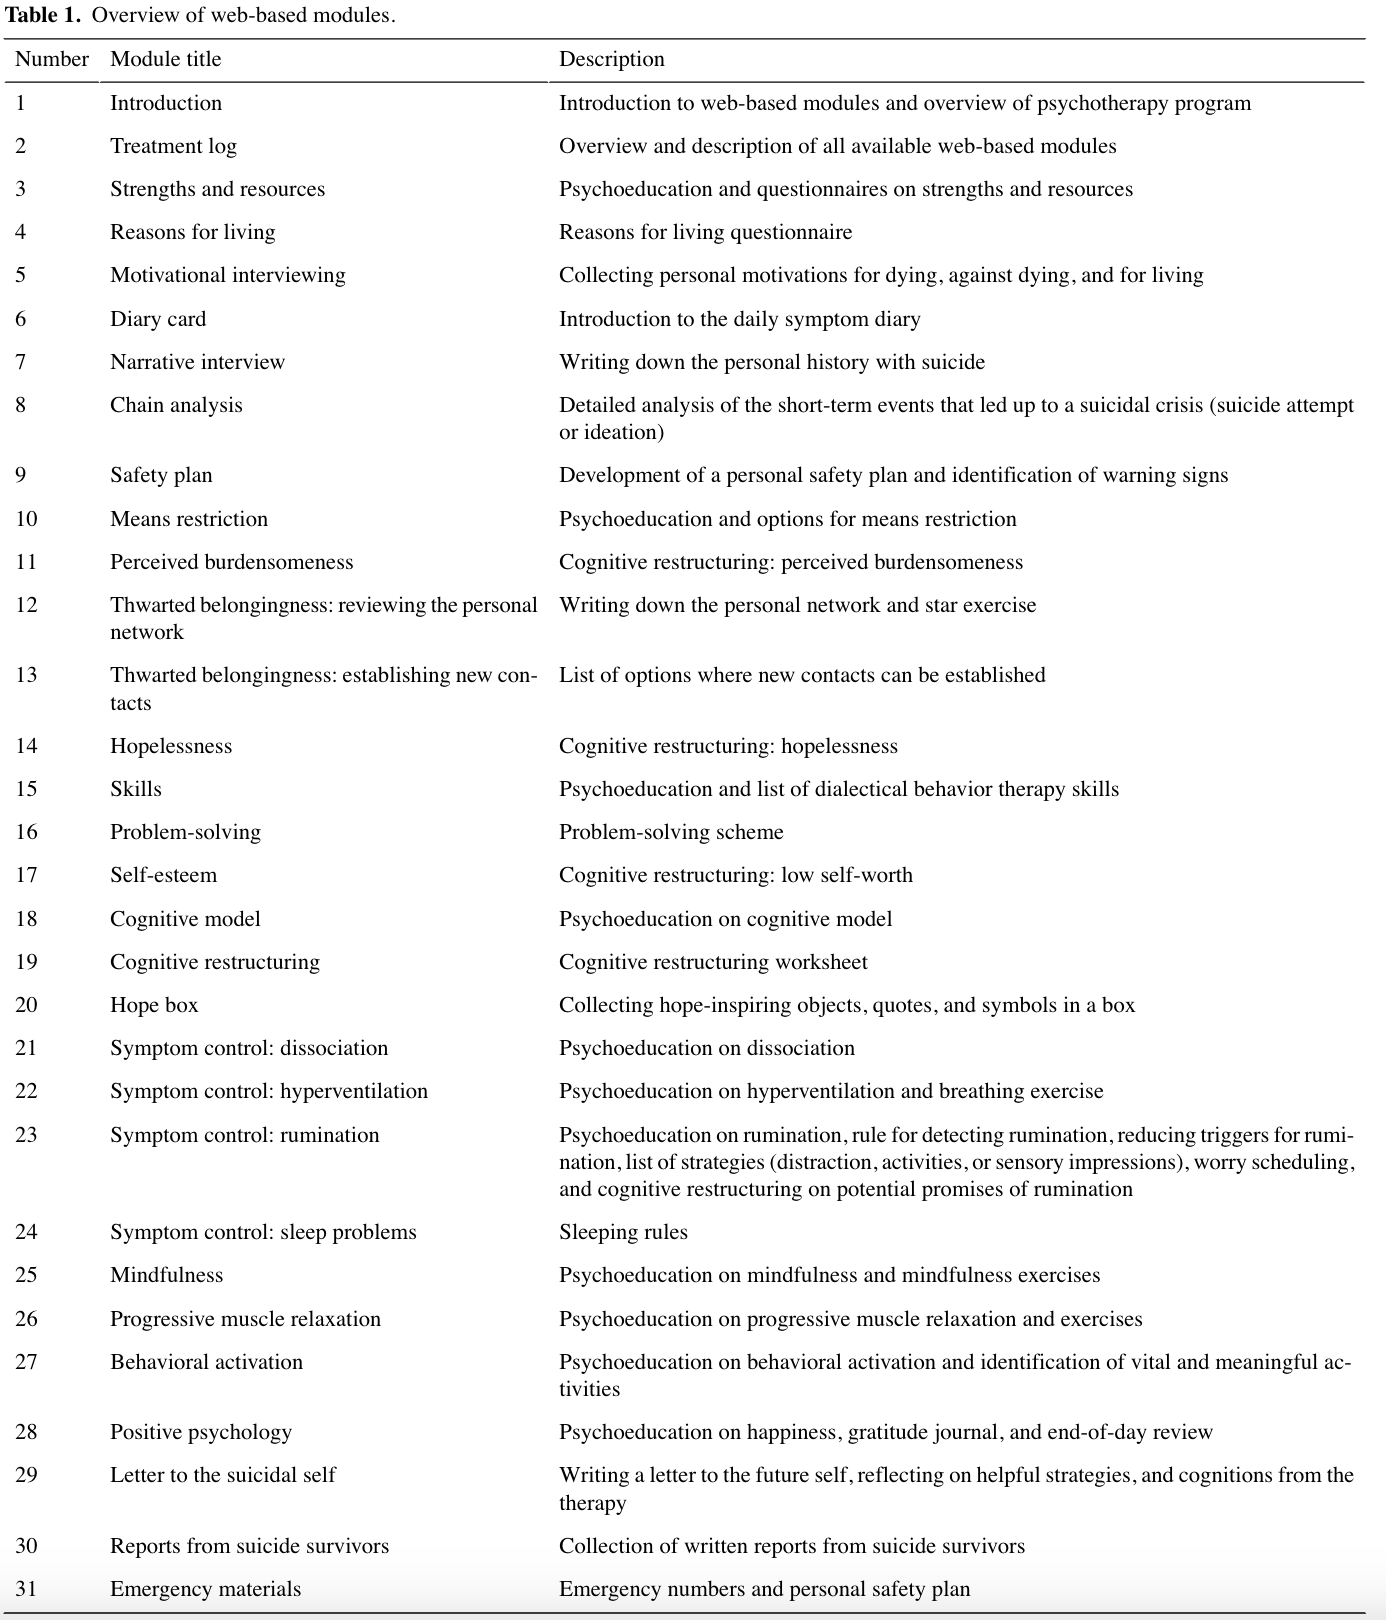 Table 1. Overview of web-based modules.
Number Module title Description
1 Introduction Introduction to web-based modules and overview of psychotherapy program
2 Treatment log Overview and description of all available web-based modules
3 Strengths and resources Psychoeducation and questionnaires on strengths and resources
4 Reasons for living Reasons for living questionnaire
5 Motivational interviewing Collecting personal motivations for dying, against dying, and for living
6 Diary card Introduction to the daily symptom diary
7 Narrative interview Writing down the personal history with suicide
8 Chain analysis Detailed analysis of the short-term events that led up to a suicidal crisis (suicide attempt
or ideation)
9 Safety plan Development of a personal safety plan and identification of warning signs
10 Means restriction Psychoeducation and options for means restriction
11 Perceived burdensomeness Cognitive restructuring: perceived burdensomeness
12 Thwarted belongingness: reviewing the personal Writing down the personal network and star exercise
network
13 Thwarted belongingness: establishing new con- List of options where new contacts can be established
tacts
14 Hopelessness Cognitive restructuring: hopelessness
15 Skills Psychoeducation and list of dialectical behavior therapy skills
16 Problem-solving Problem-solving scheme
17 Self-esteem Cognitive restructuring: low self-worth
18 Cognitive model Psychoeducation on cognitive model
19 Cognitive restructuring Cognitive restructuring worksheet
20 Hope box Collecting hope-inspiring objects, quotes, and symbols in a box
21 Symptom control: dissociation Psychoeducation on dissociation
22 Symptom control: hyperventilation Psychoeducation on hyperventilation and breathing exercise
23 Symptom control: rumination Psychoeducation on rumination, rule for detecting rumination, reducing triggers for rumi-
nation, list of strategies (distraction, activities, or sensory impressions), worry scheduling,
and cognitive restructuring on potential promises of rumination
24 Symptom control: sleep problems Sleeping rules
25 Mindfulness Psychoeducation on mindfulness and mindfulness exercises
26 Progressive muscle relaxation Psychoeducation on progressive muscle relaxation and exercises
27 Behavioral activation Psychoeducation on behavioral activation and identification of vital and meaningful ac-
tivities
28 Positive psychology Psychoeducation on happiness, gratitude journal, and end-of-day review
29 Letter to the suicidal self Writing a letter to the future self, reflecting on helpful strategies, and cognitions from the
therapy
30 Reports from suicide survivors Collection of written reports from suicide survivors
31 Emergency materials Emergency numbers and personal safety plan